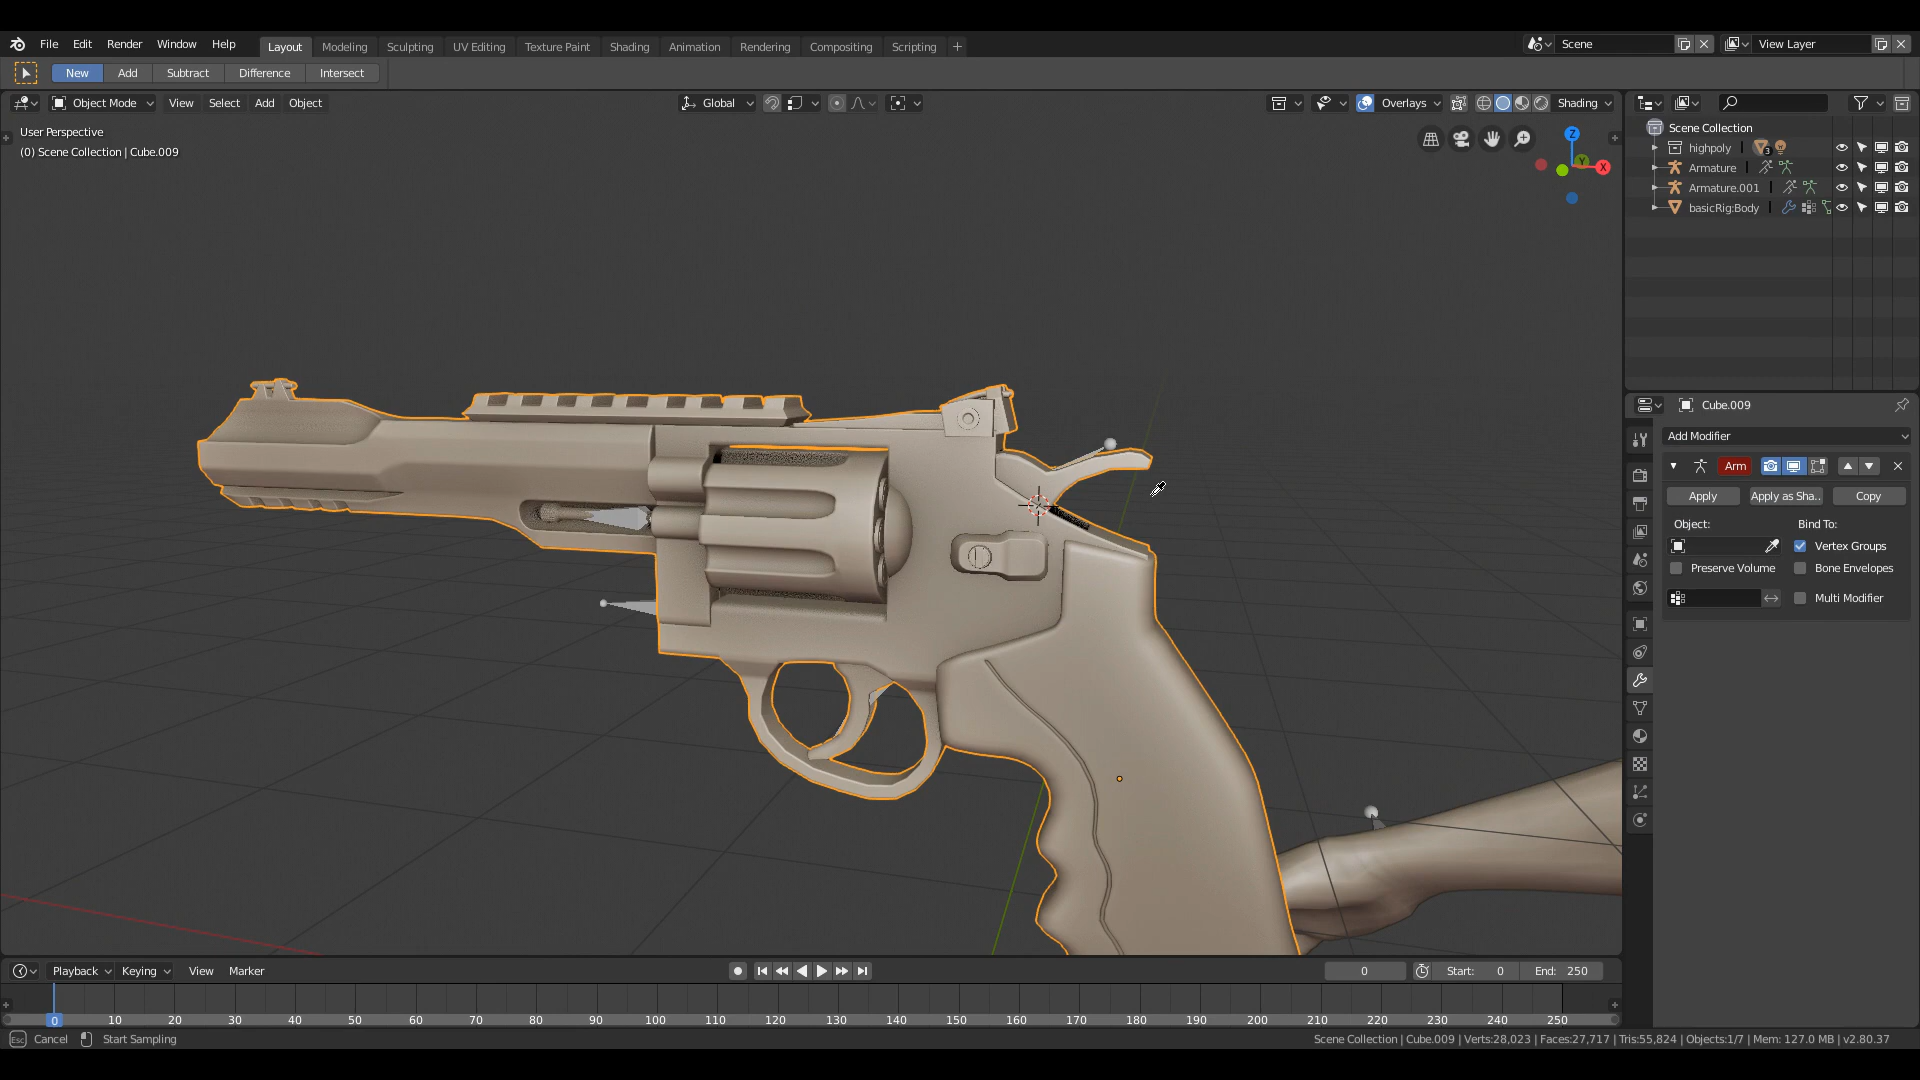 File Edit Render Window Help Layout Modeling Sculpting UV Editing Texture Paint Shading Animation Rendering Compositing Scripting + Scene View Layer
New Add Subtract Difference Intersect
Object Mode View Select Add Object Global Overlays Shading
User Perspective
(0) Scene Collection | Cube.009
Z
Y
X
Scene Collection
highpoly 3
Armature
Armature.001
basicRig:Body
Cube.009
Add Modifier
Arm
Apply Apply as Sha.. Copy
Object: Bind To:
Vertex Groups
Preserve Volume Bone Envelopes
Multi Modifier
Playback Keying View Marker 0 Start: 0 End: 250
0 10 20 30 40 50 60 70 80 90 100 110 120 130 140 150 160 170 180 190 200 210 220 230 240 250
Esc Cancel Start Sampling Scene Collection | Cube.009 | Verts:28,023 | Faces:27,717 | Tris:55,824 | Objects:1/7 | Mem: 127.0 MB | v2.80.37